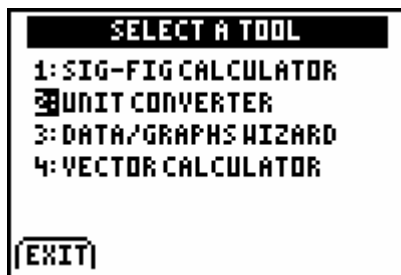 SELECT A TOOL
1:SIG-FIG CALCULATOR
2:UNIT CONVERTER
3:DATA/GRAPHS WIZARD
4:VECTOR CALCULATOR
EXIT